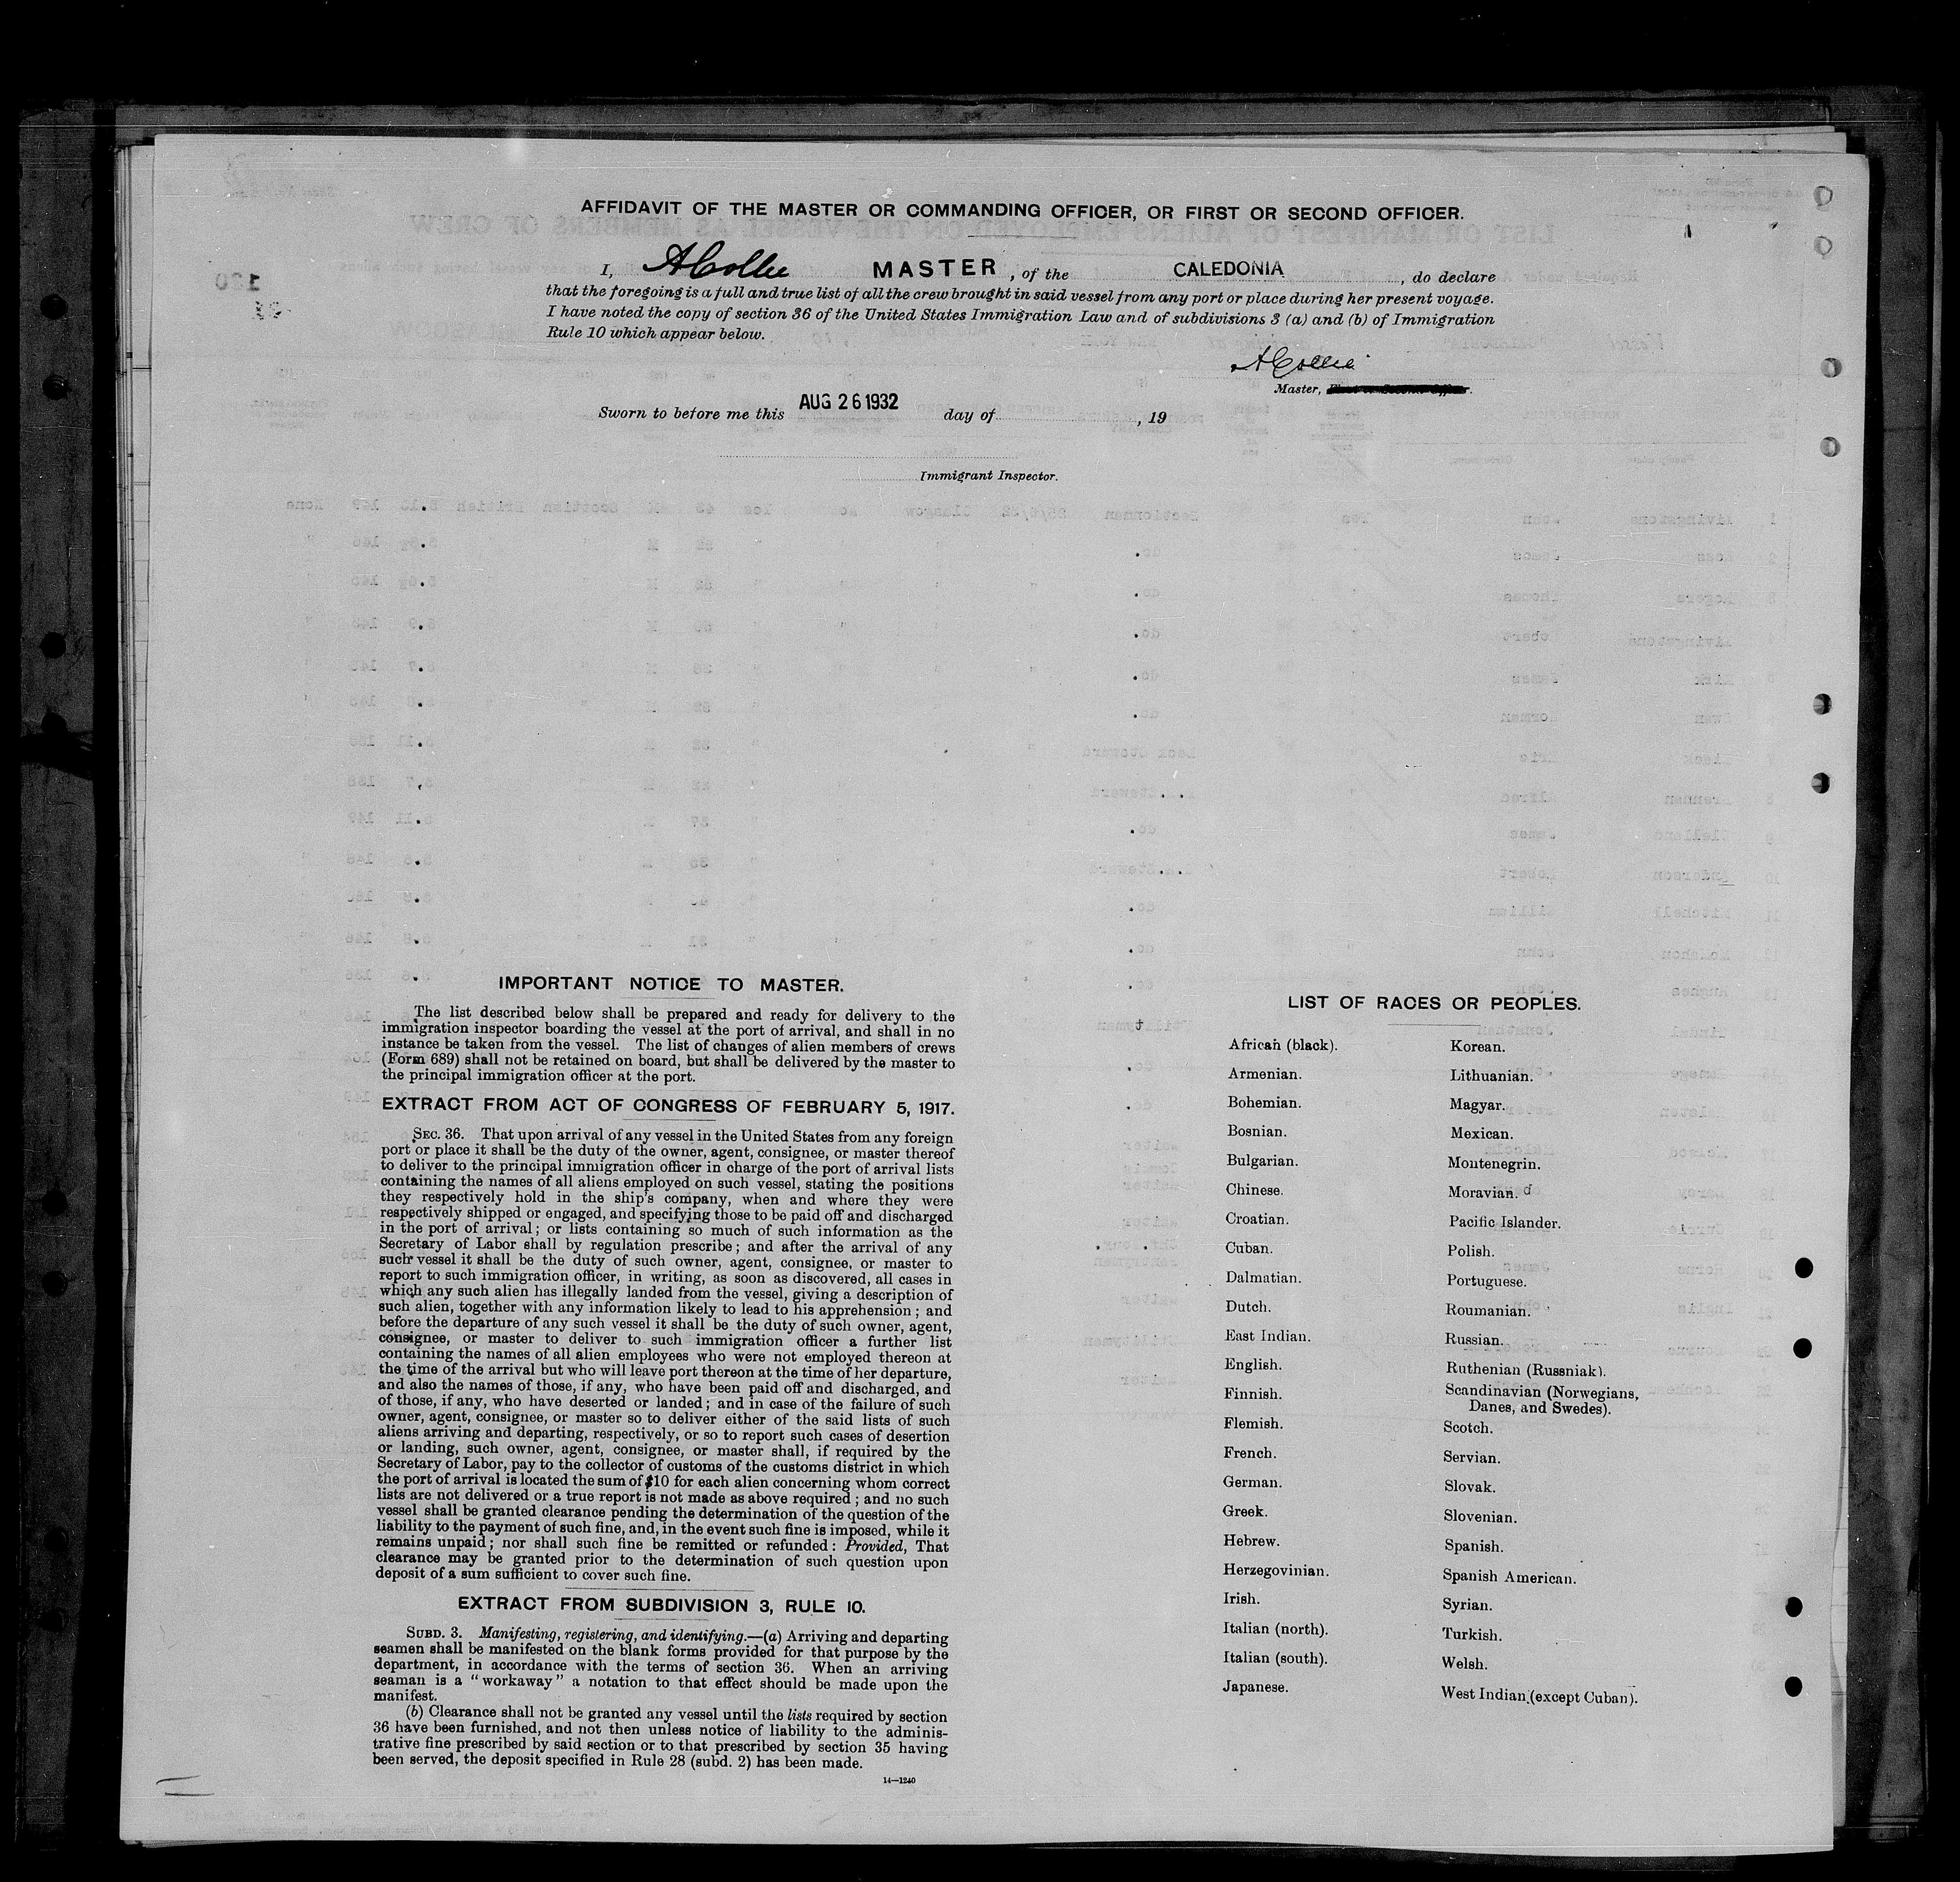 AFFIDAVIT OF THE MASTER OR COMMANDING OFFICER, OR FIRST OR SECOND OFFICER.
I, A Collie MASTER, of the CALEDONIA, do declare
that the foregoing is a full and true list of all the crew brought in said vessel from any port or place during her present voyage.
I have noted the copy of section 36 of the United States Immigration Law and of subdivisions 3 (a) and (b) of Immigration
Rule 10 which appear below.
A Collie
Master, First or Second Officer.
Sworn to before me this AUG 26 1932 day of , 19
Immigrant Inspector.
IMPORTANT NOTICE TO MASTER.
The list described below shall be prepared and ready for delivery to the
immigration inspector boarding the vessel at the port of arrival, and shall in no
instance be taken from the vessel. The list of changes of alien members of crews
(Form 689) shall not be retained on board, but shall be delivered by the master to
the principal immigration officer at the port.
EXTRACT FROM ACT OF CONGRESS OF FEBRUARY 5, 1917.
SEC. 36. That upon arrival of any vessel in the United States from any foreign
port or place it shall be the duty of the owner, agent, consignee, or master thereof
to deliver to the principal immigration officer in charge of the port of arrival lists
containing the names of all aliens employed on such vessel, stating the positions
they respectively hold in the ship's company, when and where they were
respectively shipped or engaged, and specifying those to be paid off and discharged
in the port of arrival; or lists containing so much of such information as the
Secretary of Labor shall by regulation prescribe; and after the arrival of any
such vessel it shall be the duty of such owner, agent, consignee, or master to
report to such immigration officer, in writing, as soon as discovered, all cases in
which any such alien has illegally landed from the vessel, giving a description of
such alien, together with any information likely to lead to his apprehension; and
before the departure of any such vessel it shall be the duty of such owner, agent,
consignee, or master to deliver to such immigration officer a further list
containing the names of all alien employees who were not employed thereon at
the time of the arrival but who will leave port thereon at the time of her departure,
and also the names of those, if any, who have been paid off and discharged, and
of those, if any, who have deserted or landed; and in case of the failure of such
owner, agent, consignee, or master so to deliver either of the said lists of such
aliens arriving and departing, respectively, or so to report such cases of desertion
or landing, such owner, agent, consignee, or master shall, if required by the
Secretary of Labor, pay to the collector of customs of the customs district in which
the port of arrival is located the sum of $10 for each alien concerning whom correct
lists are not delivered or a true report is not made as above required; and no such
vessel shall be granted clearance pending the determination of the question of the
liability to the payment of such fine, and, in the event such fine is imposed, while it
remains unpaid; nor shall such fine be remitted or refunded: Provided, That
clearance may be granted prior to the determination of such question upon
deposit of a sum sufficient to cover such fine.
EXTRACT FROM SUBDIVISION 3, RULE 10.
SUBD. 3. Manifesting, registering, and identifying.—(a) Arriving and departing
seamen shall be manifested on the blank forms provided for that purpose by the
department, in accordance with the terms of section 36. When an arriving
seaman is a "workaway" a notation to that effect should be made upon the
manifest.
(b) Clearance shall not be granted any vessel until the lists required by section
36 have been furnished, and not then unless notice of liability to the adminis-
trative fine prescribed by said section or to that prescribed by section 35 having
been served, the deposit specified in Rule 28 (subd. 2) has been made.
14—1240
LIST OF RACES OR PEOPLES.
African (black).
Armenian.
Bohemian.
Bosnian.
Bulgarian.
Chinese.
Croatian.
Cuban.
Dalmatian.
Dutch.
East Indian.
English.
Finnish.
Flemish.
French.
German.
Greek.
Hebrew.
Herzegovinian.
Irish.
Italian (north).
Italian (south).
Japanese.
Korean.
Lithuanian.
Magyar.
Mexican.
Montenegrin.
Moravian.
Pacific Islander.
Polish.
Portuguese.
Roumanian.
Russian.
Ruthenian (Russniak).
Scandinavian (Norwegians,
Danes, and Swedes).
Scotch.
Servian.
Slovak.
Slovenian.
Spanish.
Spanish American.
Syrian.
Turkish.
Welsh.
West Indian (except Cuban).